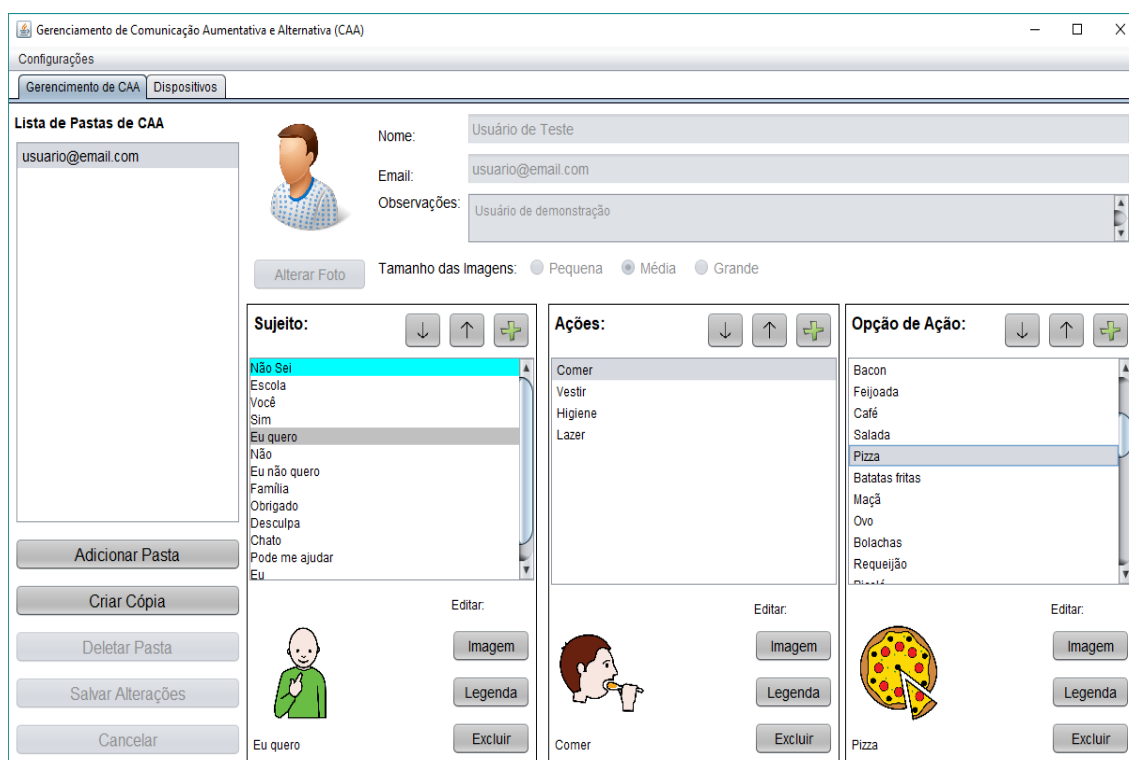 Gerenciamento de Comunicação Aumentativa e Alternativa (CAA)
Configurações
Gerencimento de CAA
Dispositivos
Lista de Pastas de CAA
usuario@email.com
Adicionar Pasta
Criar Cópia
Deletar Pasta
Salvar Alterações
Cancelar
Nome:
Usuário de Teste
Email:
usuario@email.com
Observações:
Usuário de demonstração
Alterar Foto
Tamanho das Imagens:
Pequena
Média
Grande
Sujeito:
Não Sei
Escola
Você
Sim
Eu quero
Não
Eu não quero
Família
Obrigado
Desculpa
Chato
Pode me ajudar
Eu
Editar:
Imagem
Legenda
Excluir
Eu quero
Ações:
Comer
Vestir
Higiene
Lazer
Editar:
Imagem
Legenda
Excluir
Comer
Opção de Ação:
Bacon
Feijoada
Café
Salada
Pizza
Batatas fritas
Maçã
Ovo
Bolachas
Requeijão
Editar:
Imagem
Legenda
Excluir
Pizza